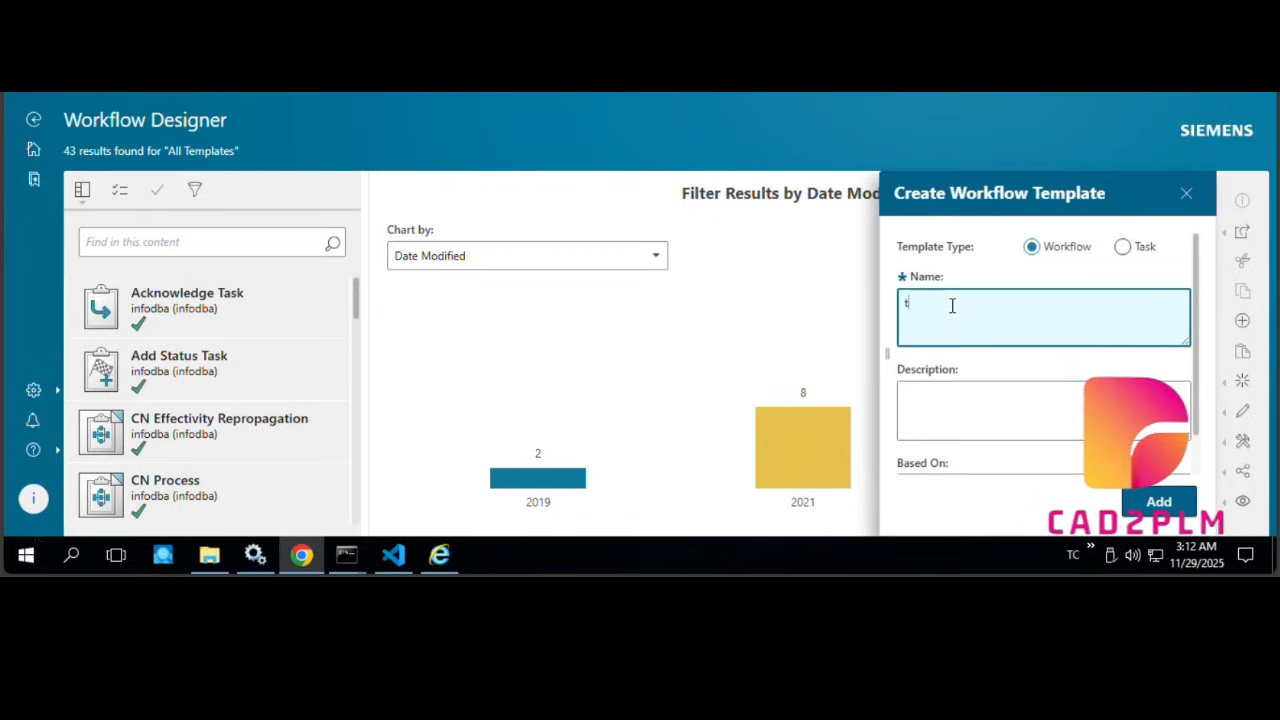 Workflow Designer
43 results found for "All Templates"
SIEMENS
Find in this content
Acknowledge Task
infodba (infodba)
Add Status Task
infodba (infodba)
CN Effectivity Repropagation
infodba (infodba)
CN Process
infodba (infodba)
Filter Results by Date Mod
Chart by:
Date Modified
2
2019
8
2021
Create Workflow Template
Template Type:
Workflow
Task
* Name:
t
Description:
Based On:
Add
CAD2PLM
TC
3:12 AM
11/29/2025